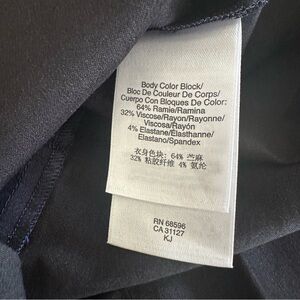 Body Color Block/
Bloc De Couleur De Corps/
Cuerpo Con Bloques De Color:
64% Ramie/Ramina
32% Viscose/Rayon/Rayonne/
Viscosa/Rayón
4% Elastane/Élasthanne/
Elastano/Spandex
衣身色块: 64% 苎麻
32% 粘胶纤维 4% 氨纶
RN 68596
CA 31127
KJ